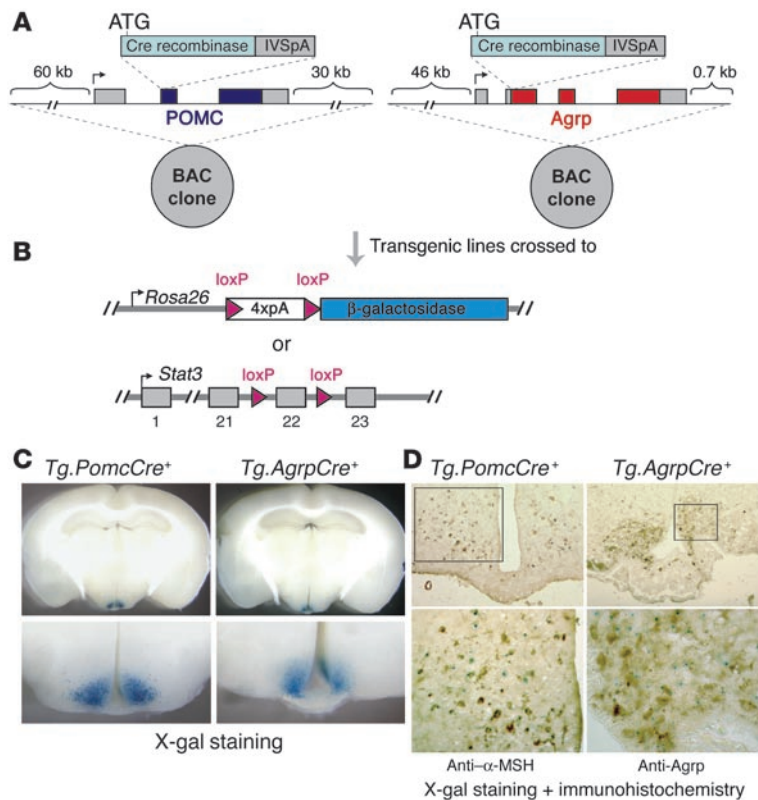 A
ATG
Cre recombinase IVSpA
60 kb
30 kb
POMC
BAC
clone
ATG
Cre recombinase IVSpA
46 kb
0.7 kb
Agrp
BAC
clone
Transgenic lines crossed to
B
loxP loxP
Rosa26 4xpA β-galactosidase
or
Stat3 loxP loxP
1 21 22 23
C
Tg.PomcCre+ Tg.AgrpCre+
X-gal staining
D
Tg.PomcCre+ Tg.AgrpCre+
Anti–α-MSH Anti-Agrp
X-gal staining + immunohistochemistry